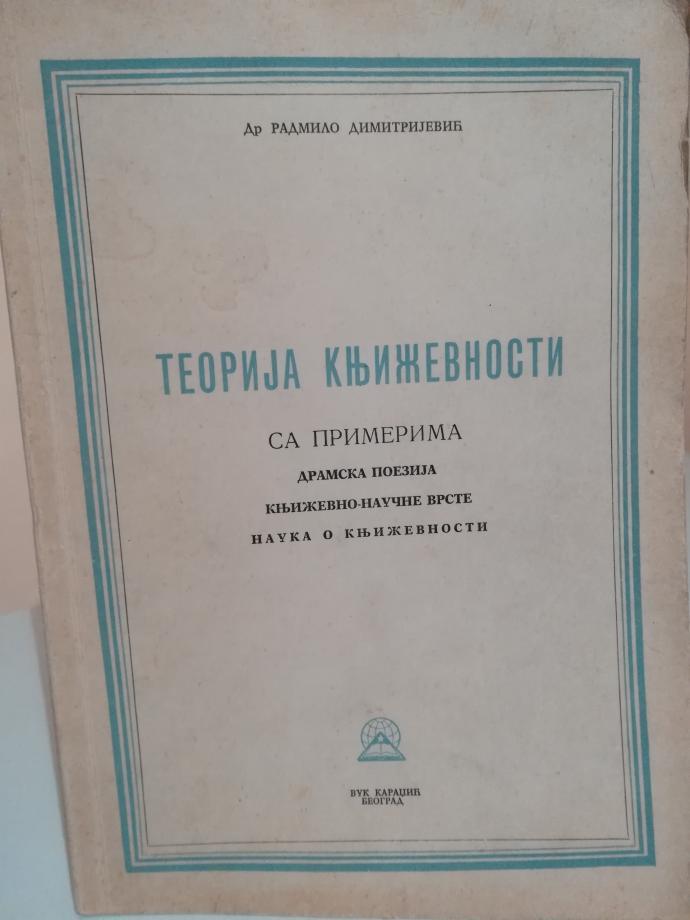 Др РАДМИЛО ДИМИТРИЈЕВИЋ
ТЕОРИЈА КЊИЖЕВНОСТИ
СА ПРИМЕРИМА
ДРАМСКА ПОЕЗИЈА
КЊИЖЕВНО-НАУЧНЕ ВРСТЕ
НАУКА О КЊИЖЕВНОСТИ
ВУК КАРАЏИЋ
БЕОГРАД